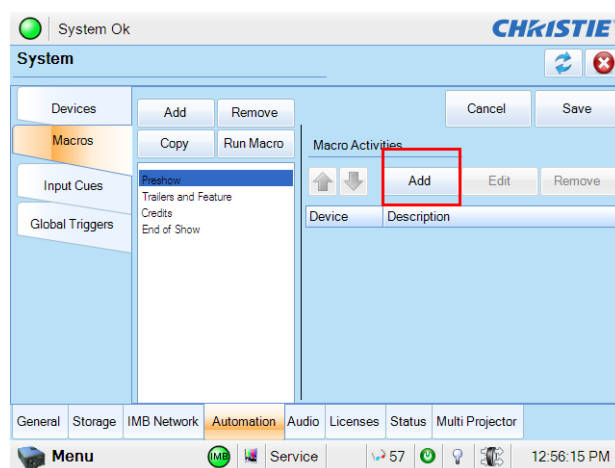 System Ok
CHRISTIE
System
Devices
Macros
Input Cues
Global Triggers
Add
Remove
Copy
Run Macro
Preshow
Trailers and Feature
Credits
End of Show
Cancel
Save
Macro Activities
Add
Edit
Remove
Device
Description
General
Storage
IMB Network
Automation
Audio
Licenses
Status
Multi Projector
Menu
IMB
Service
57
12:56:15 PM